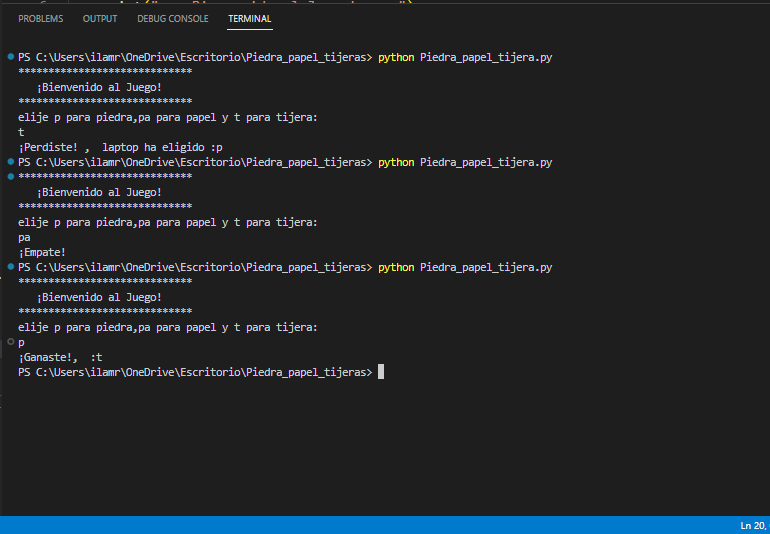 PROBLEMS OUTPUT DEBUG CONSOLE TERMINAL
PS C:\Users\ilamr\OneDrive\Escritorio\Piedra_papel_tijeras> python Piedra_papel_tijera.py
*****************************
¡Bienvenido al Juego!
*****************************
elije p para piedra,pa para papel y t para tijera:
t
¡Perdiste! ,  laptop ha eligido :p
PS C:\Users\ilamr\OneDrive\Escritorio\Piedra_papel_tijeras> python Piedra_papel_tijera.py
*****************************
¡Bienvenido al Juego!
*****************************
elije p para piedra,pa para papel y t para tijera:
pa
¡Empate!
PS C:\Users\ilamr\OneDrive\Escritorio\Piedra_papel_tijeras> python Piedra_papel_tijera.py
*****************************
¡Bienvenido al Juego!
*****************************
elije p para piedra,pa para papel y t para tijera:
p
¡Ganaste!,  :t
PS C:\Users\ilamr\OneDrive\Escritorio\Piedra_papel_tijeras>
Ln 20,